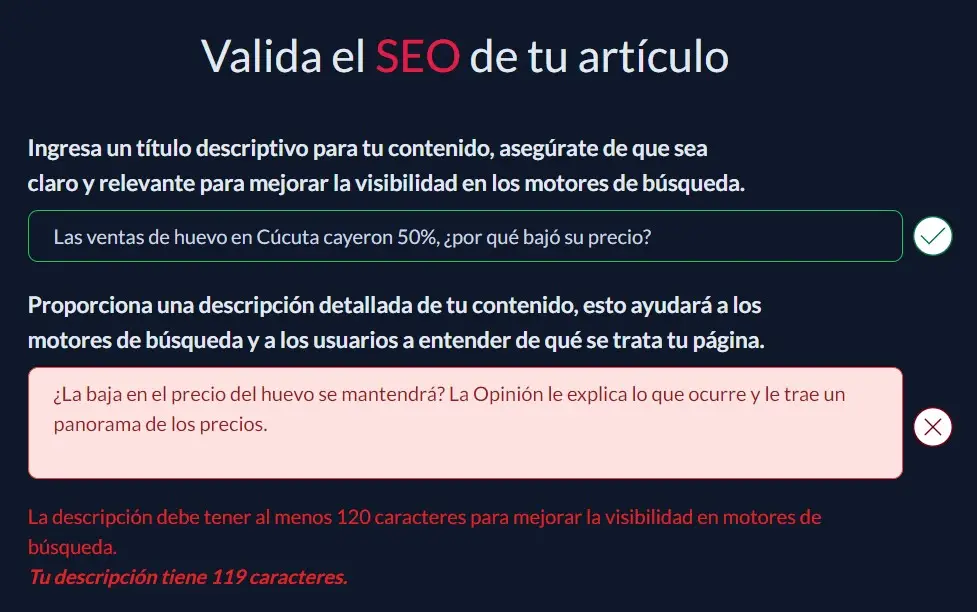 Valida el SEO de tu artículo
Ingresa un título descriptivo para tu contenido, asegúrate de que sea
claro y relevante para mejorar la visibilidad en los motores de búsqueda.
Las ventas de huevo en Cúcuta cayeron 50%, ¿por qué bajó su precio?
Proporciona una descripción detallada de tu contenido, esto ayudará a los
motores de búsqueda y a los usuarios a entender de qué se trata tu página.
¿La baja en el precio del huevo se mantendrá? La Opinión le explica lo que ocurre y le trae un
panorama de los precios.
La descripción debe tener al menos 120 caracteres para mejorar la visibilidad en motores de
búsqueda.
Tu descripción tiene 119 caracteres.